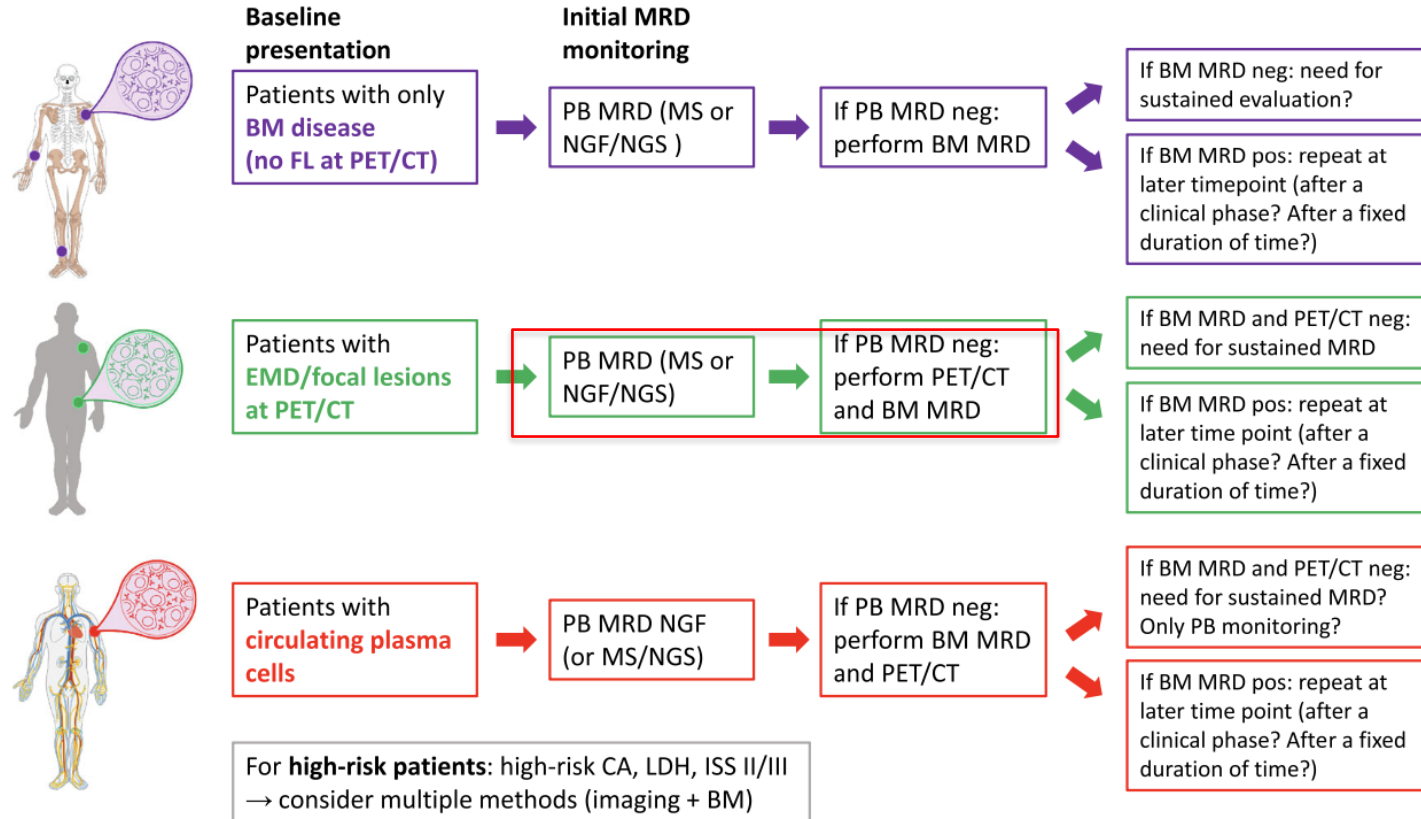 Baseline
presentation
Initial MRD
monitoring
Patients with only
BM disease
(no FL at PET/CT)
PB MRD (MS or
NGF/NGS )
If PB MRD neg:
perform BM MRD
If BM MRD neg: need for
sustained evaluation?
If BM MRD pos: repeat at
later timepoint (after a
clinical phase? After a fixed
duration of time?)
Patients with
EMD/focal lesions
at PET/CT
PB MRD (MS or
NGF/NGS)
If PB MRD neg:
perform PET/CT
and BM MRD
If BM MRD and PET/CT neg:
need for sustained MRD
If BM MRD pos: repeat at
later time point (after a
clinical phase? After a fixed
duration of time?)
Patients with
circulating plasma
cells
PB MRD NGF
(or MS/NGS)
If PB MRD neg:
perform BM MRD
and PET/CT
If BM MRD and PET/CT neg:
need for sustained MRD?
Only PB monitoring?
If BM MRD pos: repeat at
later time point (after a
clinical phase? After a fixed
duration of time?)
For high-risk patients: high-risk CA, LDH, ISS II/III
→ consider multiple methods (imaging + BM)